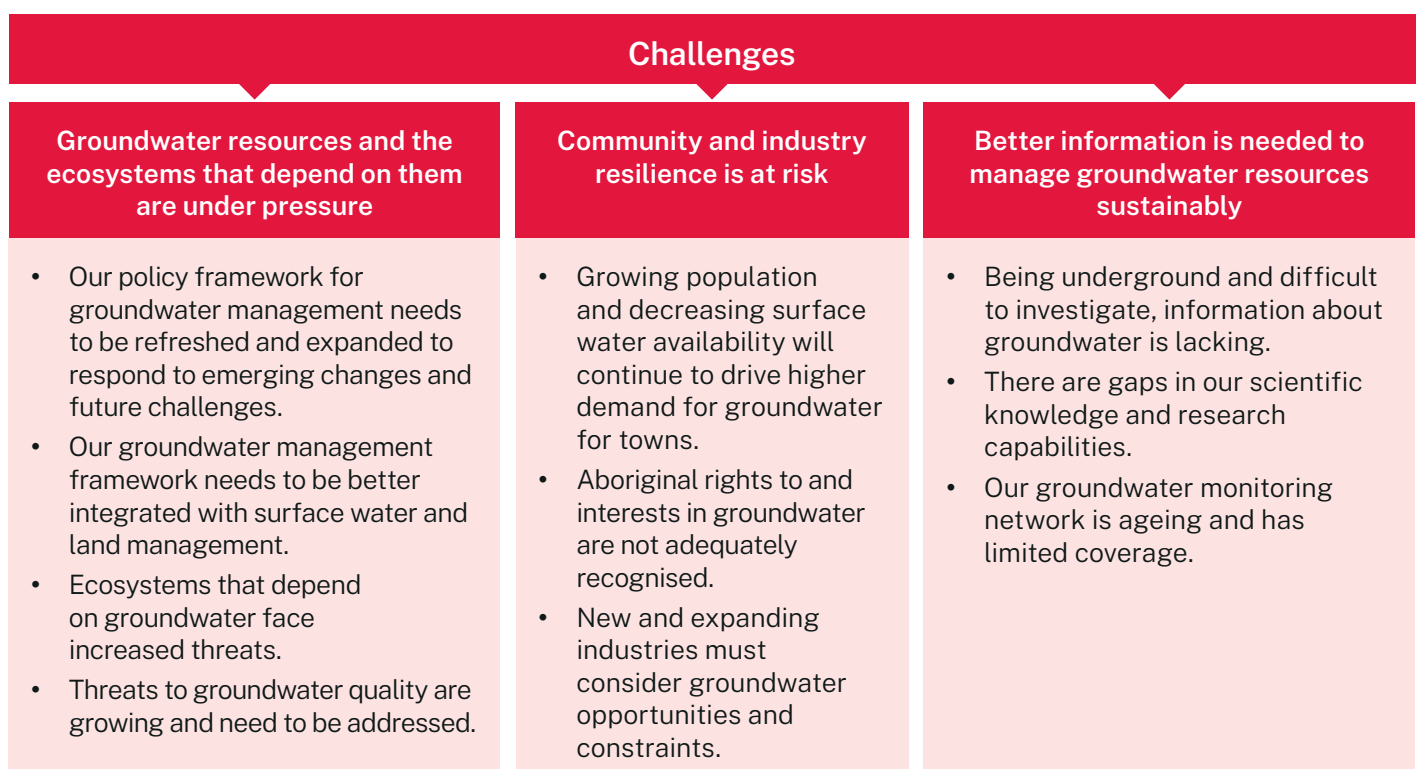 Challenges
Groundwater resources and the
ecosystems that depend on them
are under pressure
• Our policy framework for
groundwater management needs
to be refreshed and expanded to
respond to emerging changes and
future challenges.
• Our groundwater management
framework needs to be better
integrated with surface water and
land management.
• Ecosystems that depend
on groundwater face
increased threats.
• Threats to groundwater quality are
growing and need to be addressed.
Community and industry
resilience is at risk
• Growing population
and decreasing surface
water availability will
continue to drive higher
demand for groundwater
for towns.
• Aboriginal rights to and
interests in groundwater
are not adequately
recognised.
• New and expanding
industries must
consider groundwater
opportunities and
constraints.
Better information is needed to
manage groundwater resources
sustainably
• Being underground and difficult
to investigate, information about
groundwater is lacking.
• There are gaps in our scientific
knowledge and research
capabilities.
• Our groundwater monitoring
network is ageing and has
limited coverage.